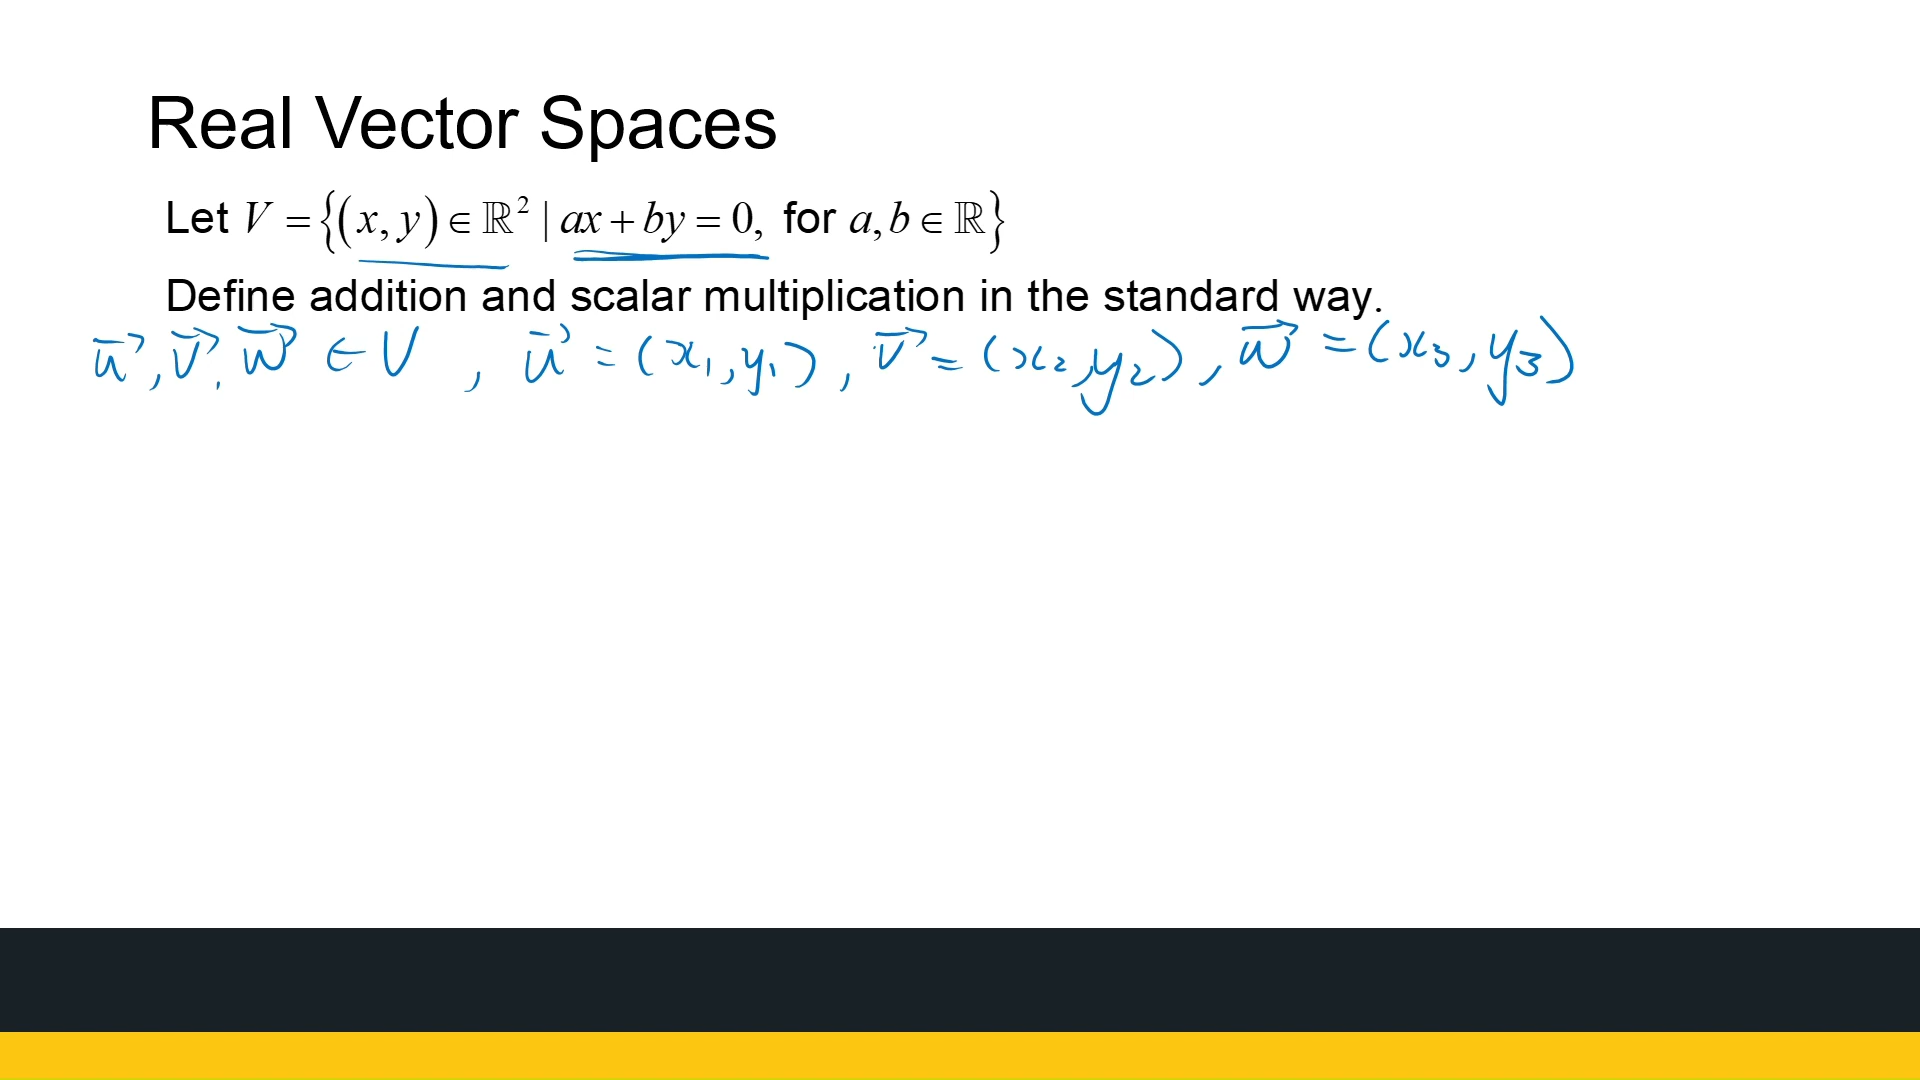 Real Vector Spaces
Let V = {(x, y) ∈ ℝ² | ax + by = 0, for a, b ∈ ℝ}
Define addition and scalar multiplication in the standard way.
u⃗, v⃗, w⃗ ∈ V, u⃗ = (x₁, y₁), v⃗ = (x₂, y₂), w⃗ = (x₃, y₃)